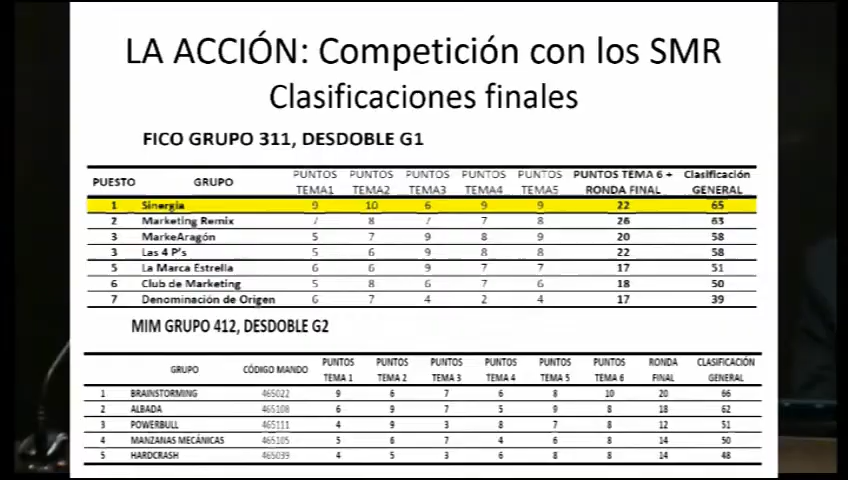 LA ACCIÓN: Competición con los SMR
Clasificaciones finales
FICO GRUPO 311, DESDOBLE G1
PUESTO GRUPO PUNTOS TEMA1 PUNTOS TEMA2 PUNTOS TEMA3 PUNTOS TEMA4 PUNTOS TEMA5 PUNTOS TEMA 6 + RONDA FINAL Clasificación GENERAL
1 Sinergia 9 10 6 9 9 22 65
2 Marketing Remix 7 8 7 7 8 26 63
3 MarkeAragón 5 7 9 8 9 20 58
3 Las 4 P's 5 6 9 8 8 22 58
5 La Marca Estrella 6 6 9 7 7 17 51
6 Club de Marketing 5 8 6 7 6 18 50
7 Denominación de Origen 6 7 4 2 4 17 39
MIM GRUPO 412, DESDOBLE G2
GRUPO CÓDIGO MANDO PUNTOS TEMA 1 PUNTOS TEMA 2 PUNTOS TEMA 3 PUNTOS TEMA 4 PUNTOS TEMA 5 PUNTOS TEMA 6 RONDA FINAL CLASIFICACIÓN GENERAL
1 BRAINSTORMING 465022 9 6 7 6 8 10 20 66
2 ALBADA 465108 6 9 7 5 9 8 18 62
3 POWERBULL 465111 4 9 3 8 7 8 12 51
4 MANZANAS MECÁNICAS 465105 5 6 7 4 6 8 14 50
5 HARDCRASH 465039 4 5 3 6 8 8 14 48